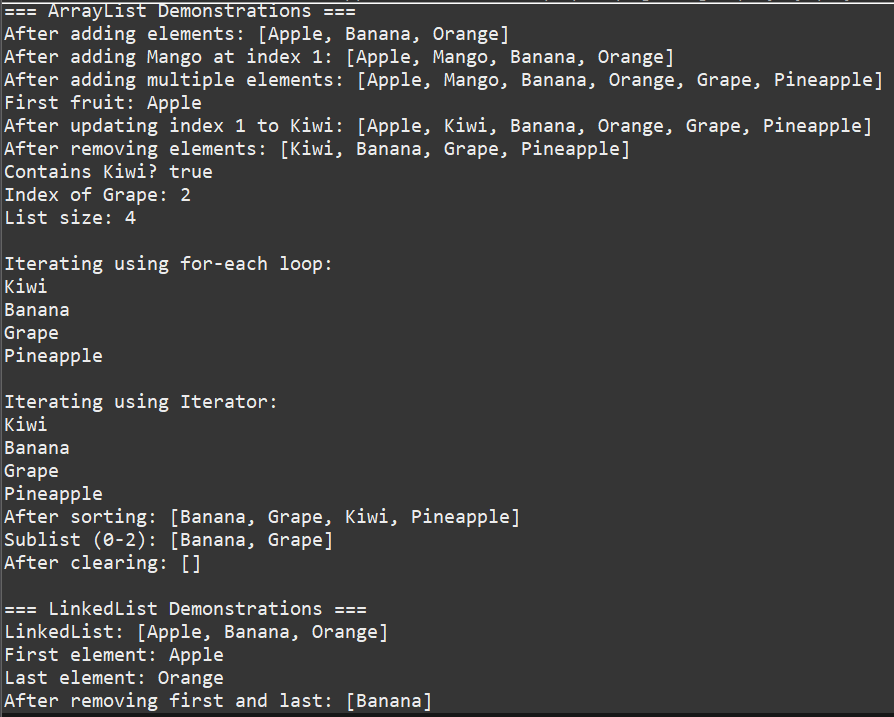 === ArrayList Demonstrations ===
After adding elements: [Apple, Banana, Orange]
After adding Mango at index 1: [Apple, Mango, Banana, Orange]
After adding multiple elements: [Apple, Mango, Banana, Orange, Grape, Pineapple]
First fruit: Apple
After updating index 1 to Kiwi: [Apple, Kiwi, Banana, Orange, Grape, Pineapple]
After removing elements: [Kiwi, Banana, Grape, Pineapple]
Contains Kiwi? true
Index of Grape: 2
List size: 4

Iterating using for-each loop:
Kiwi
Banana
Grape
Pineapple

Iterating using Iterator:
Kiwi
Banana
Grape
Pineapple
After sorting: [Banana, Grape, Kiwi, Pineapple]
Sublist (0-2): [Banana, Grape]
After clearing: []

=== LinkedList Demonstrations ===
LinkedList: [Apple, Banana, Orange]
First element: Apple
Last element: Orange
After removing first and last: [Banana]